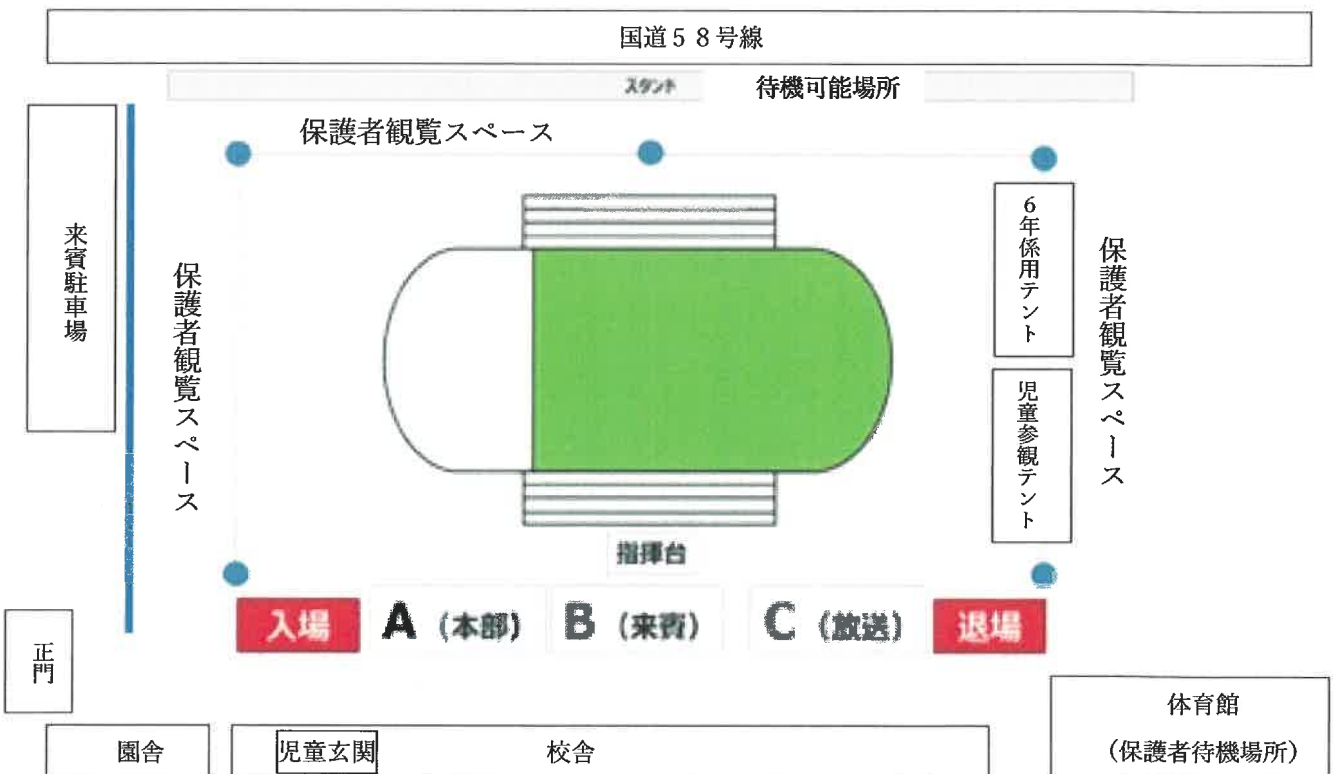 国道５８号線
スタンド
待機可能場所
保護者観覧スペース
来賓駐車場
保護者観覧スペース
６年係用テント
保護者観覧スペース
児童参観テント
指揮台
入場
A（本部）
B（来賓）
C（放送）
退場
正門
体育館
（保護者待機場所）
園舎
児童玄関
校舎